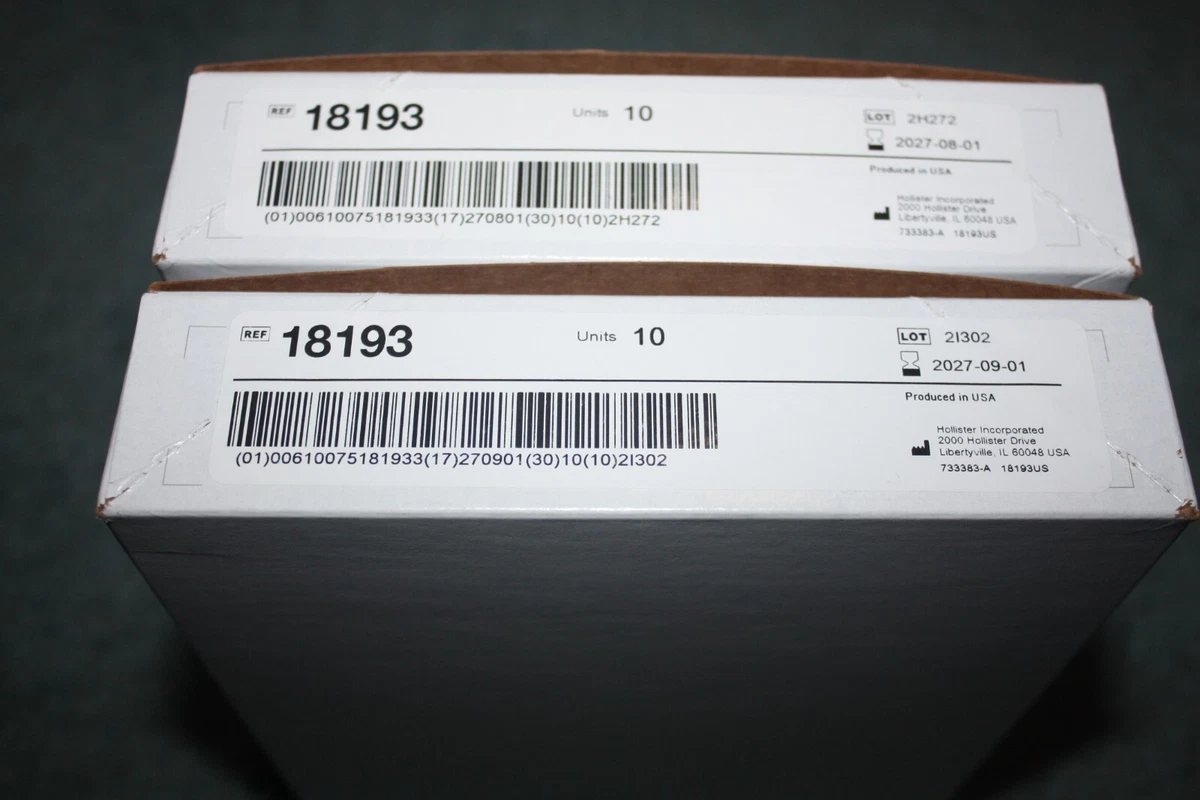 REF 18193 Units 10 LOT 2H272
2027-08-01
Produced in USA
(01)00610075181933(17)270801(30)10(10)2H272
Hollister Incorporated
2000 Hollister Drive
Libertyville, IL 60048 USA
733383-A 18193US
REF 18193 Units 10 LOT 2I302
2027-09-01
Produced in USA
(01)00610075181933(17)270901(30)10(10)2I302
Hollister Incorporated
2000 Hollister Drive
Libertyville, IL 60048 USA
733383-A 18193US